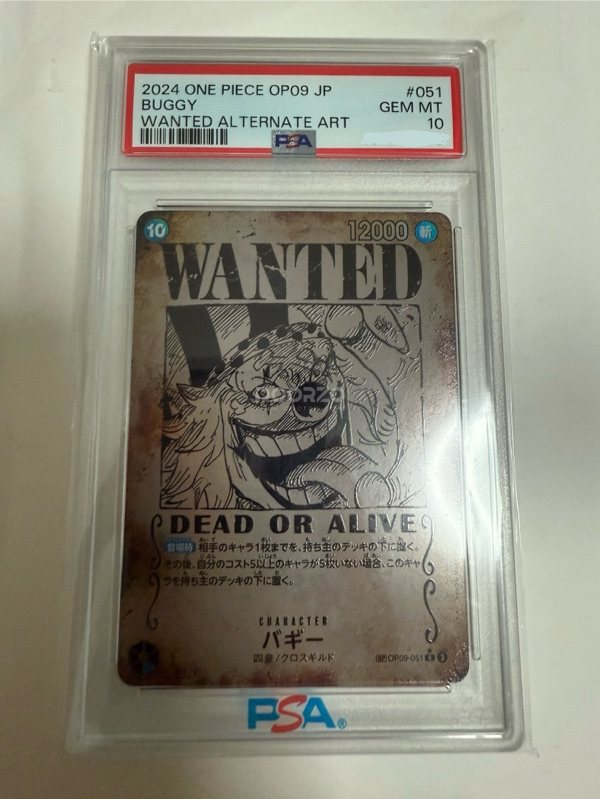 2024 ONE PIECE OP09 JP #051
BUGGY GEM MT
WANTED ALTERNATE ART 10
PSA
10 12000 斬
WANTED
DEAD OR ALIVE
登場時 相手のキャラ1枚までを、持ち主のデッキの下に置く。
その後、自分のコスト5以上のキャラが5枚いない場合、このキャ
ラを持ち主のデッキの下に置く。
CHARACTER
バギー
四皇/クロスギルド
SP OP09-051 R 3
PSA®